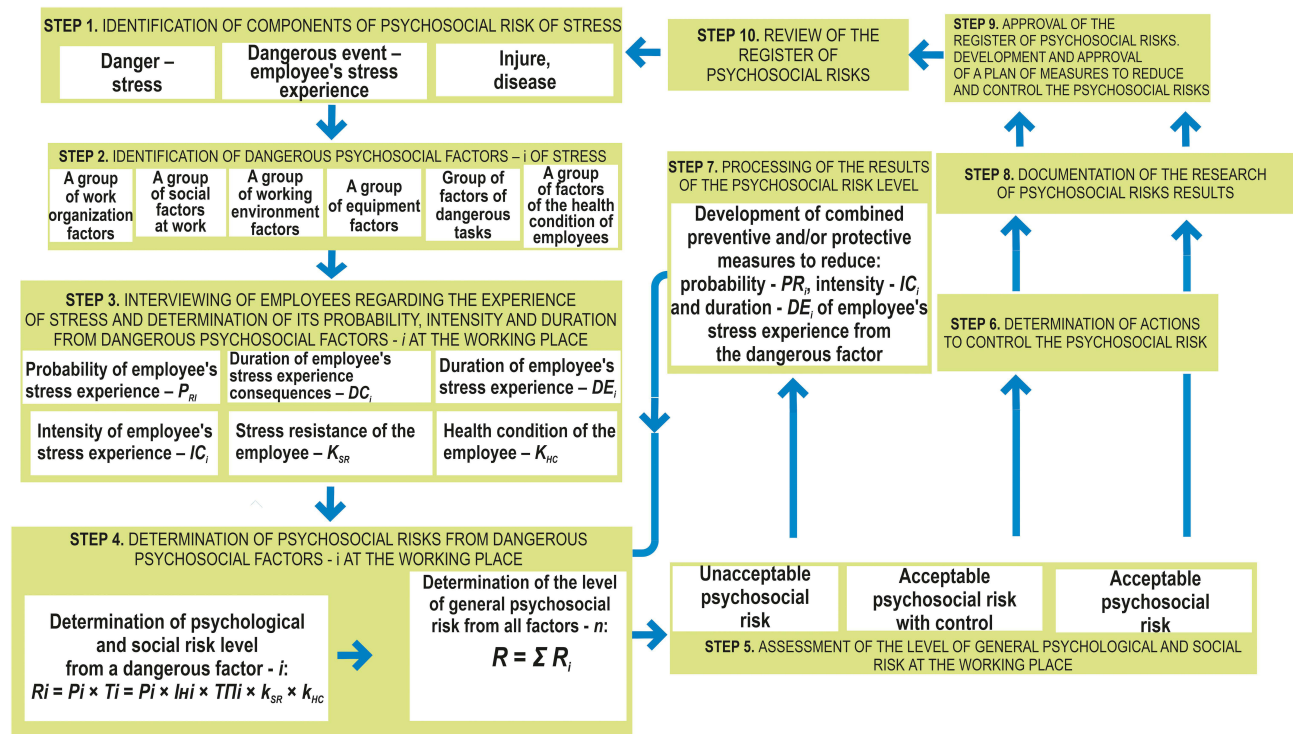 STEP 1. IDENTIFICATION OF COMPONENTS OF PSYCHOSOCIAL RISK OF STRESS
Danger –
stress
Dangerous event –
employee's stress
experience
Injure,
disease
STEP 2. IDENTIFICATION OF DANGEROUS PSYCHOSOCIAL FACTORS – i OF STRESS
A group
of work
organization
factors
A group
of social
factors
at work
A group
of working
environment
factors
A group
of equipment
factors
Group of
factors of
dangerous
tasks
A group
of factors
of the health
condition of
employees
STEP 3. INTERVIEWING OF EMPLOYEES REGARDING THE EXPERIENCE
OF STRESS AND DETERMINATION OF ITS PROBABILITY, INTENSITY AND DURATION
FROM DANGEROUS PSYCHOSOCIAL FACTORS - i AT THE WORKING PLACE
Probability of employee's
stress experience – P_RI
Duration of employee's
stress experience
consequences – DC_i
Duration of employee's
stress experience – DE_i
Intensity of employee's
stress experience – IC_i
Stress resistance of the
employee – K_SR
Health condition of the
employee – K_HC
STEP 4. DETERMINATION OF PSYCHOSOCIAL RISKS FROM DANGEROUS
PSYCHOSOCIAL FACTORS - i AT THE WORKING PLACE
Determination of psychological
and social risk level
from a dangerous factor - i:
Ri = Pi × Ti = Pi × Iнi × TПi × k_SR × k_HC
Determination of the level
of general psychosocial
risk from all factors - n:
R = Σ R_i
Unacceptable
psychosocial
risk
Acceptable
psychosocial risk
with control
Acceptable
psychosocial
risk
STEP 5. ASSESSMENT OF THE LEVEL OF GENERAL PSYCHOLOGICAL AND SOCIAL
RISK AT THE WORKING PLACE
STEP 6. DETERMINATION OF ACTIONS
TO CONTROL THE PSYCHOSOCIAL RISK
STEP 7. PROCESSING OF THE RESULTS
OF THE PSYCHOSOCIAL RISK LEVEL
Development of combined
preventive and/or protective
measures to reduce:
probability - PR_i, intensity - IC_i
and duration - DE_i of employee's
stress experience from
the dangerous factor
STEP 8. DOCUMENTATION OF THE RESEARCH
OF PSYCHOSOCIAL RISKS RESULTS
STEP 9. APPROVAL OF THE
REGISTER OF PSYCHOSOCIAL RISKS.
DEVELOPMENT AND APPROVAL
OF A PLAN OF MEASURES TO REDUCE
AND CONTROL THE PSYCHOSOCIAL RISKS
STEP 10. REVIEW OF THE
REGISTER OF
PSYCHOSOCIAL RISKS